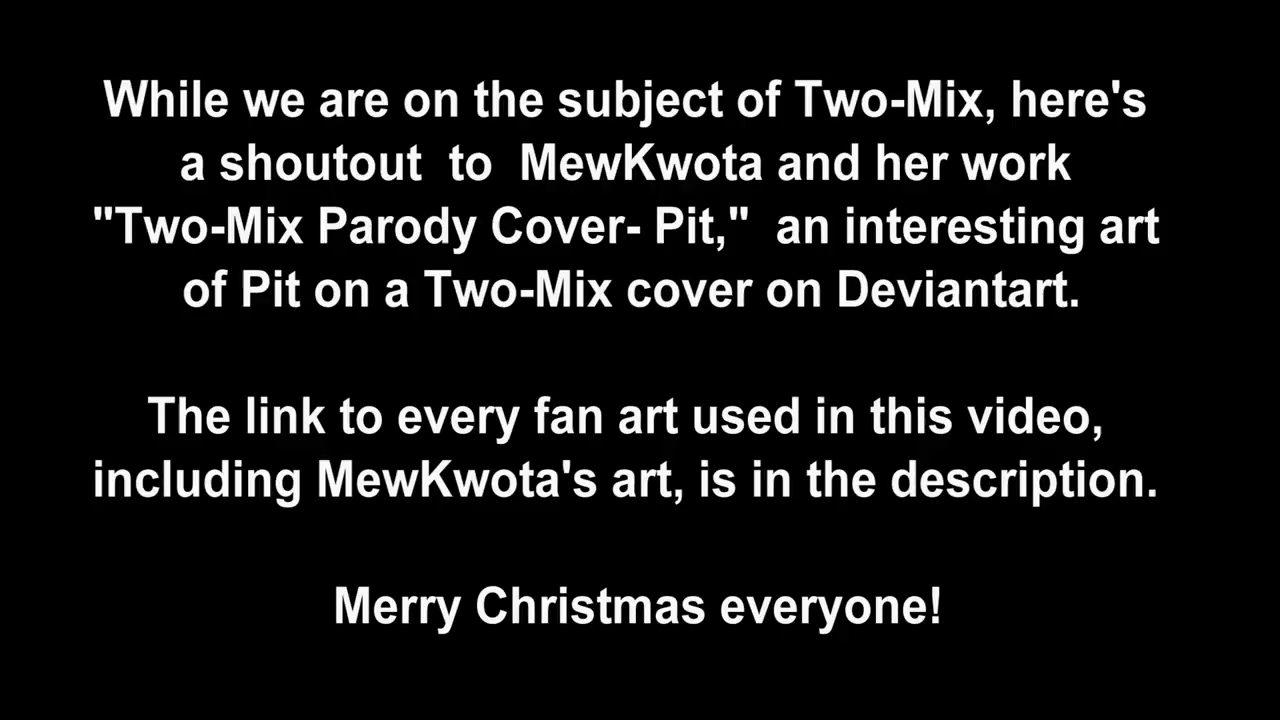 While we are on the subject of Two-Mix, here's
a shoutout  to  MewKwota and her work
"Two-Mix Parody Cover- Pit,"  an interesting art
of Pit on a Two-Mix cover on Deviantart.
The link to every fan art used in this video,
including MewKwota's art, is in the description.
Merry Christmas everyone!